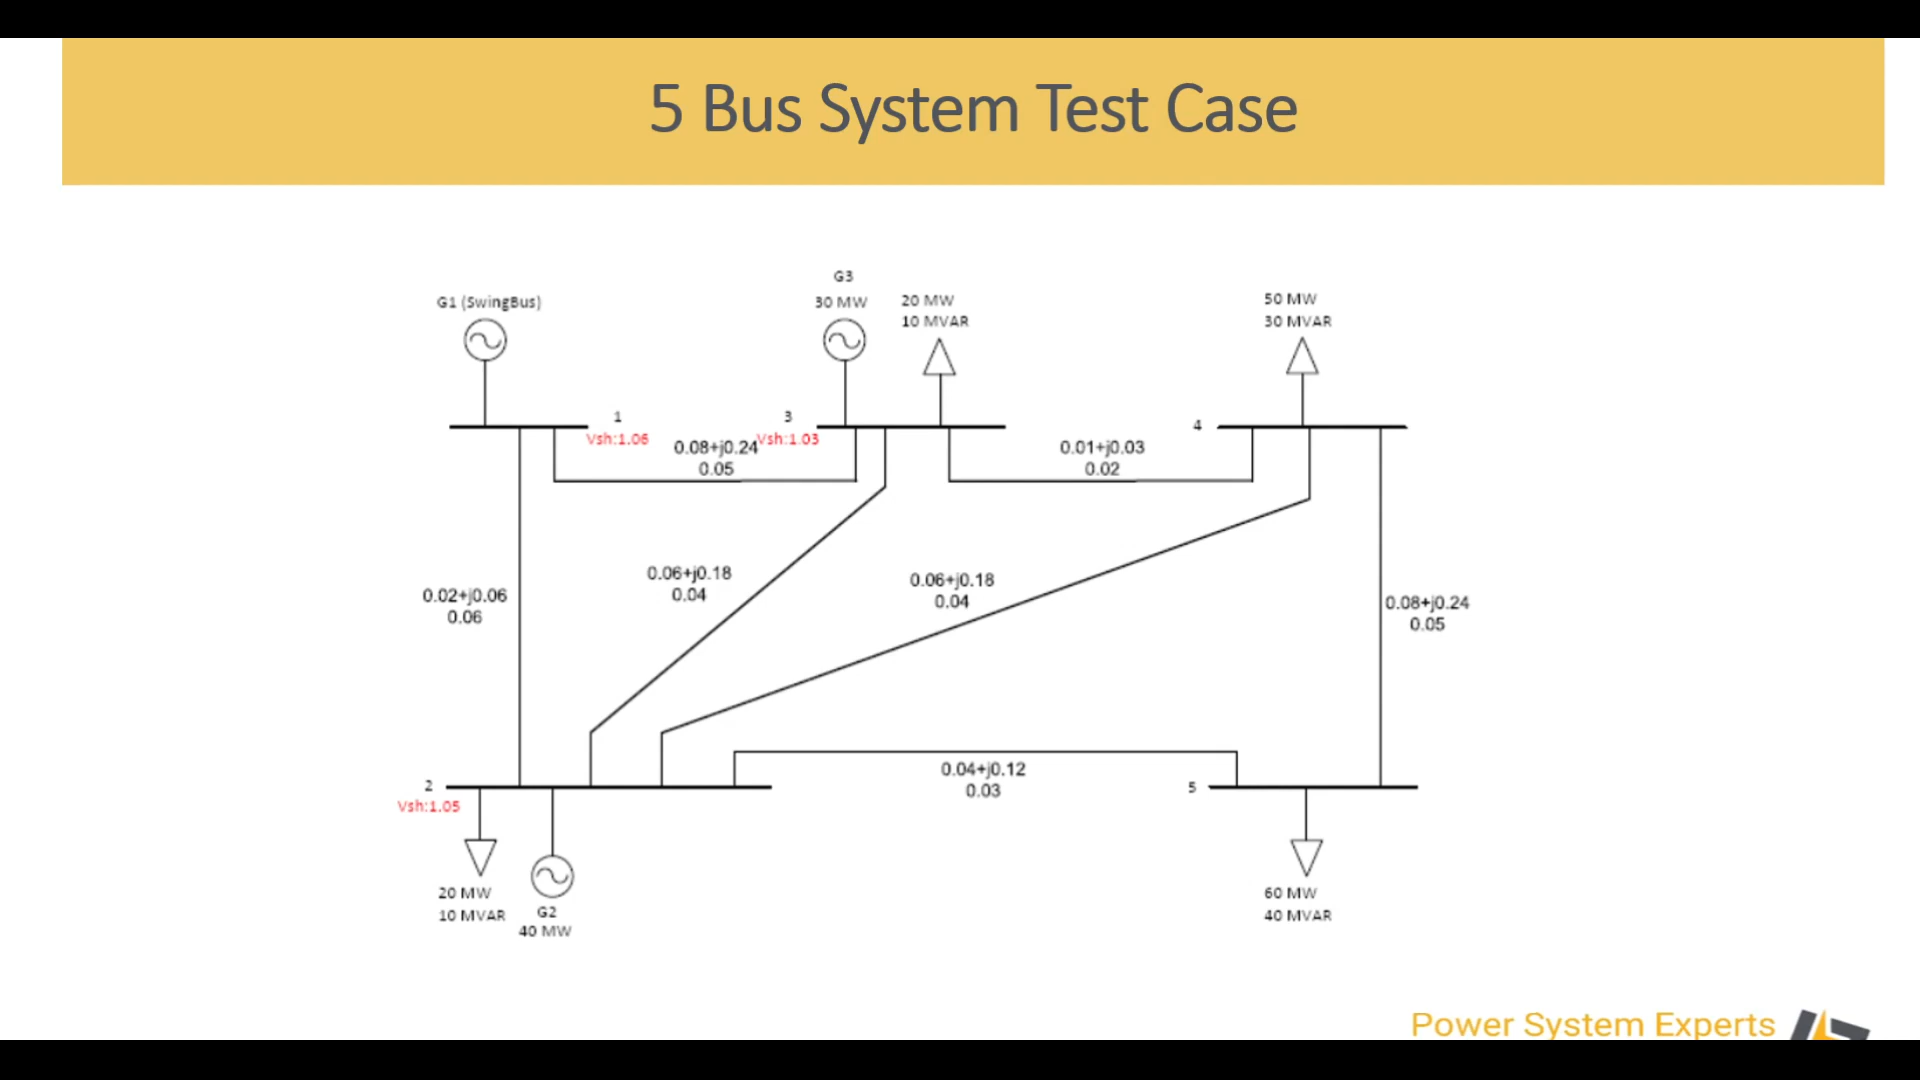 5 Bus System Test Case
G3
G1 (SwingBus)
30 MW
20 MW
10 MVAR
50 MW
30 MVAR
1
Vsh:1.06
3
Vsh:1.03
4
0.08+j0.24
0.05
0.01+j0.03
0.02
0.06+j0.18
0.04
0.06+j0.18
0.04
0.02+j0.06
0.06
0.08+j0.24
0.05
0.04+j0.12
0.03
2
Vsh:1.05
5
20 MW
10 MVAR
G2
40 MW
60 MW
40 MVAR
Power System Experts